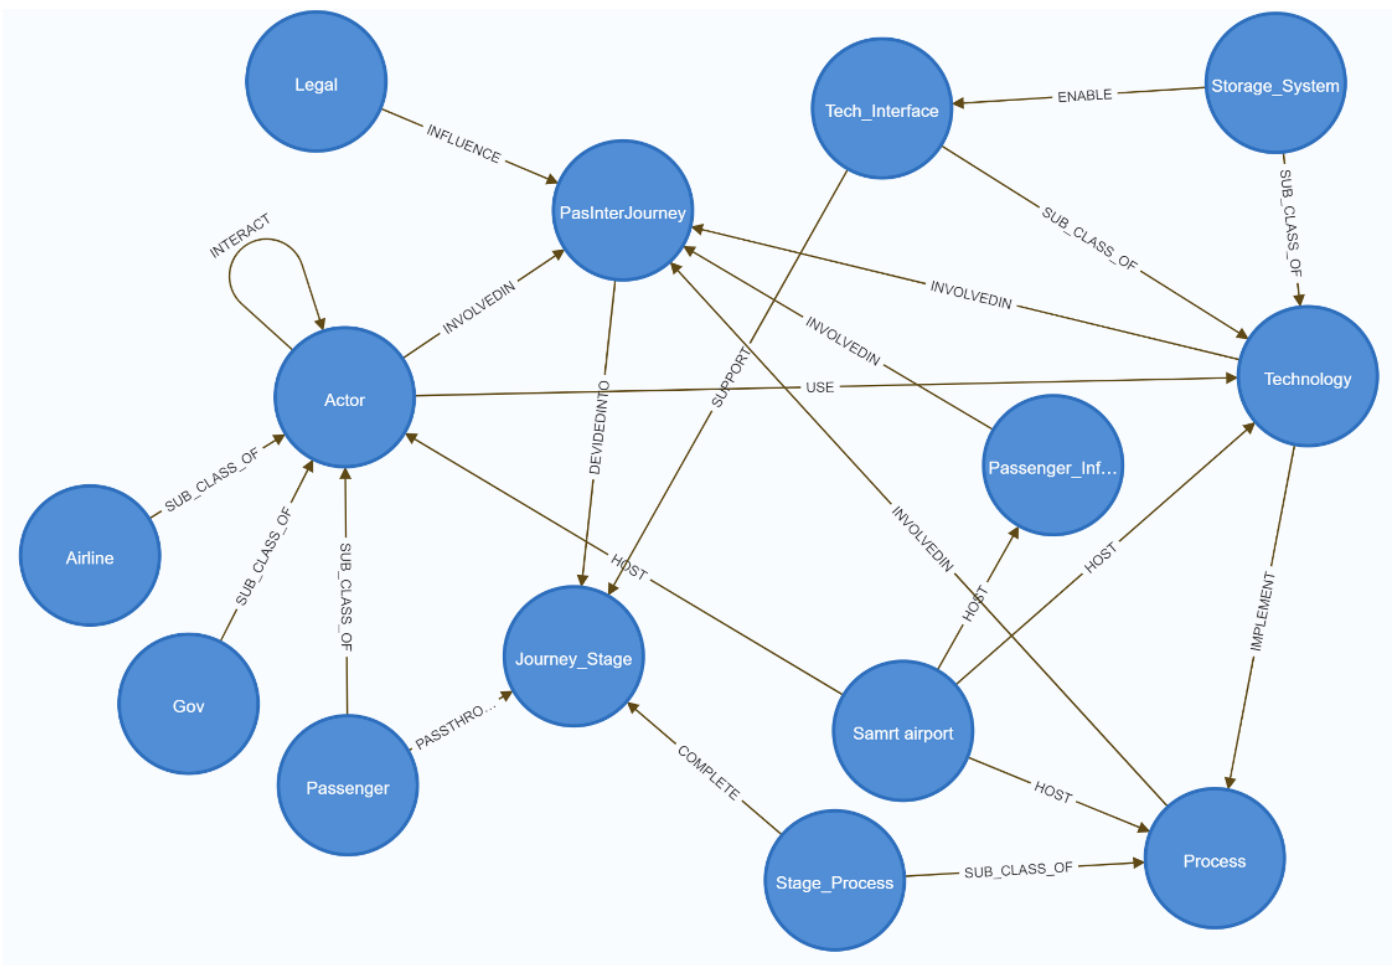 Legal
Tech_Interface
Storage_System
ENABLE
INFLUENCE
PasInterJourney
SUB_CLASS_OF
SUB_CLASS_OF
INTERACT
INVOLVEDIN
INVOLVEDIN
INVOLVEDIN
SUPPORT
Actor
USE
Technology
DEVIDEDINTO
SUB_CLASS_OF
Passenger_Inf...
Airline
SUB_CLASS_OF
SUB_CLASS_OF
HOST
INVOLVEDIN
HOST
HOST
IMPLEMENT
Gov
Journey_Stage
PASSTHRO...
Samrt airport
Passenger
COMPLETE
HOST
Stage_Process
SUB_CLASS_OF
Process